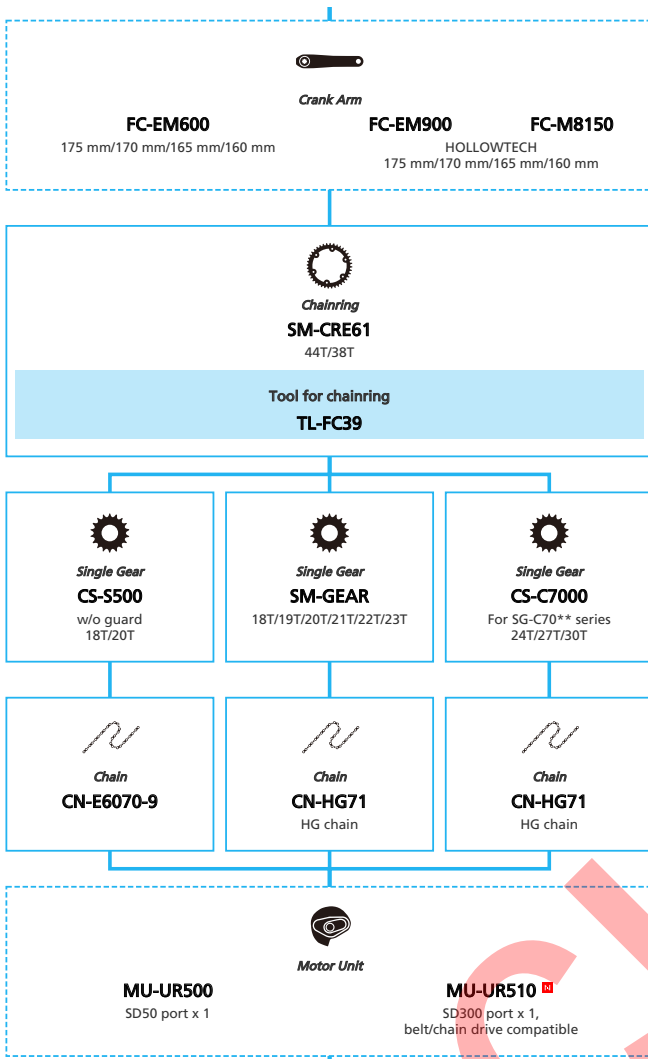 Crank Arm
FC-EM600
175 mm/170 mm/165 mm/160 mm
FC-EM900 FC-M8150
HOLLOWTECH
175 mm/170 mm/165 mm/160 mm
Chainring
SM-CRE61
44T/38T
Tool for chainring
TL-FC39
Single Gear
CS-S500
w/o guard
18T/20T
Single Gear
SM-GEAR
18T/19T/20T/21T/22T/23T
Single Gear
CS-C7000
For SG-C70** series
24T/27T/30T
Chain
CN-E6070-9
Chain
CN-HG71
HG chain
Chain
CN-HG71
HG chain
Motor Unit
MU-UR500
SD50 port x 1
MU-UR510
SD300 port x 1,
belt/chain drive compatible